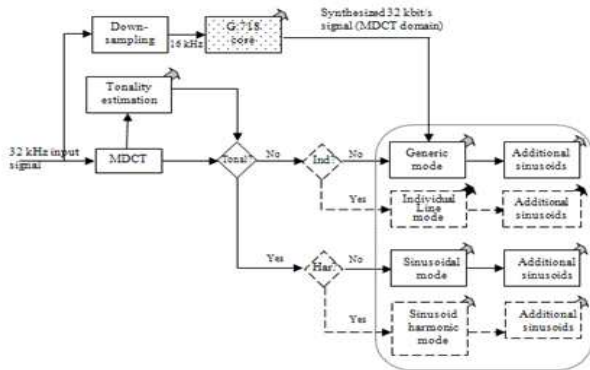 Synthesized 32 kbit/s
signal (MDCT domain)
Down-
sampling
16 kHz
G.718
core
Tonality
estimation
32 kHz input
signal
MDCT
Tonal?
No
Ind?
No
Generic
mode
Additional
sinusoids
Yes
Individual
Line
mode
Additional
sinusoids
Yes
Har?
No
Sinusoidal
mode
Additional
sinusoids
Yes
Sinusoid
harmonic
mode
Additional
sinusoids